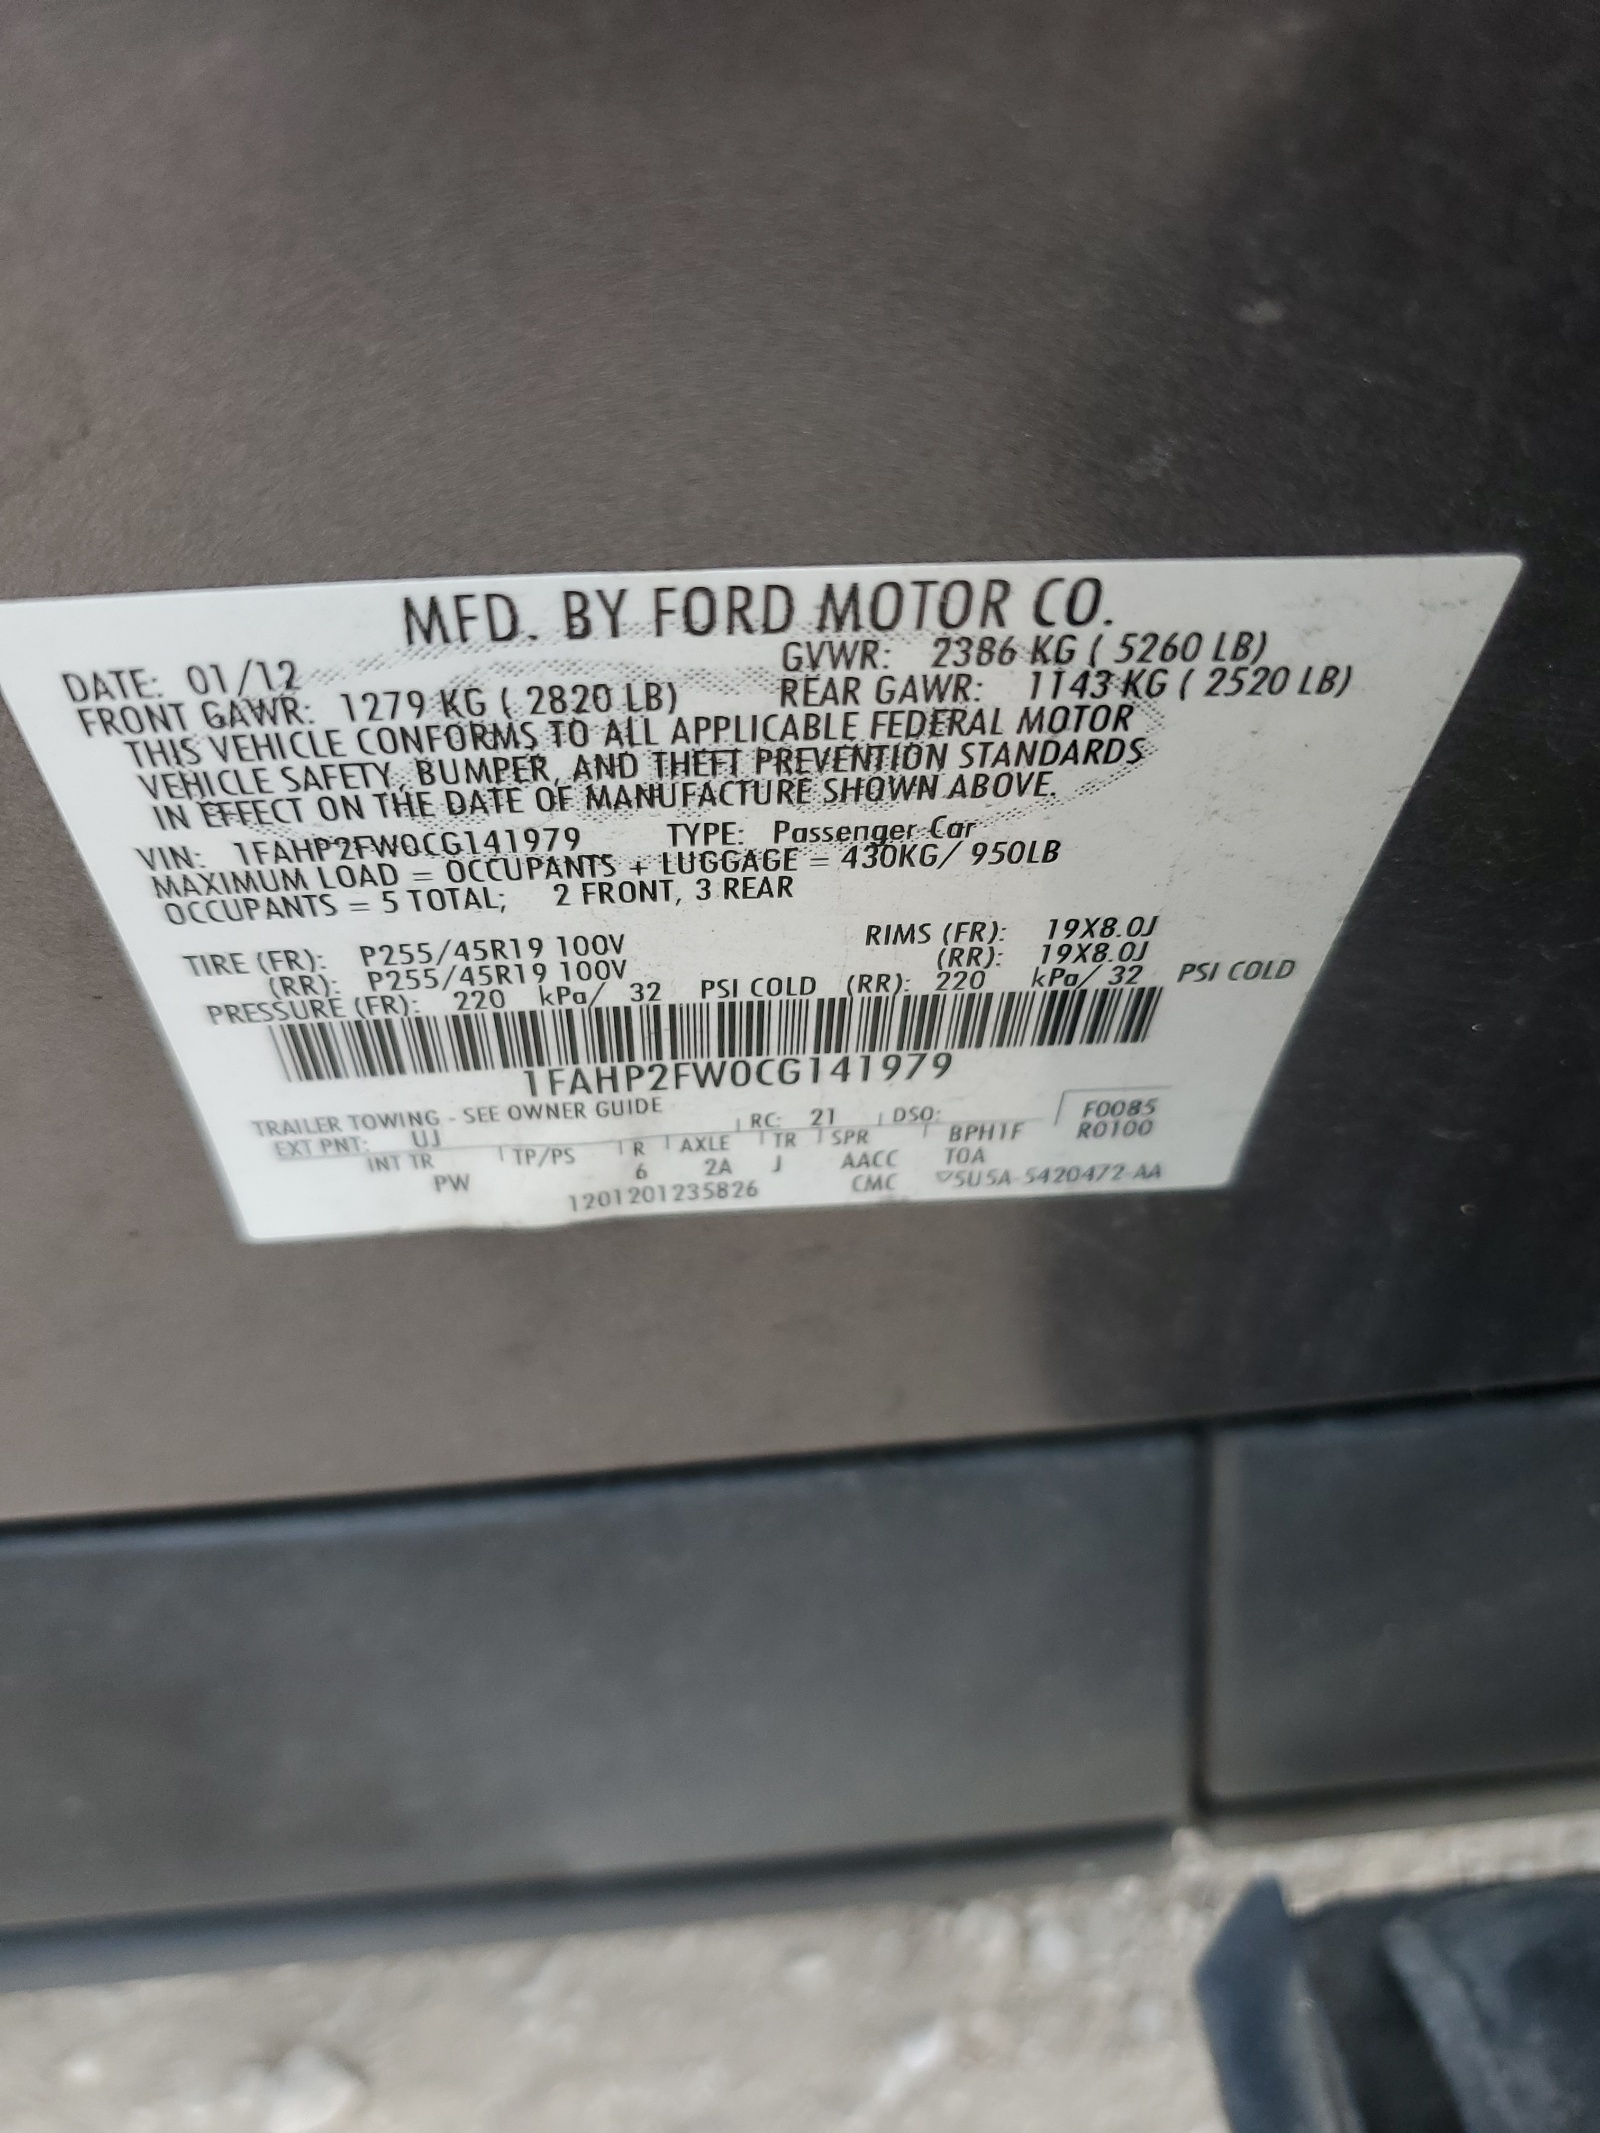 MFD. BY FORD MOTOR CO.
DATE: 01/12 GVWR: 2386 KG ( 5260 LB)
FRONT GAWR: 1279 KG ( 2820 LB) REAR GAWR: 1143 KG ( 2520 LB)
THIS VEHICLE CONFORMS TO ALL APPLICABLE FEDERAL MOTOR
VEHICLE SAFETY, BUMPER, AND THEFT PREVENTION STANDARDS
IN EFFECT ON THE DATE OF MANUFACTURE SHOWN ABOVE.
VIN: 1FAHP2FW0CG141979 TYPE: Passenger Car
MAXIMUM LOAD = OCCUPANTS + LUGGAGE = 430KG/ 950LB
OCCUPANTS = 5 TOTAL; 2 FRONT, 3 REAR
TIRE (FR): P255/45R19 100V RIMS (FR): 19X8.0J
(RR): P255/45R19 100V (RR): 19X8.0J
PRESSURE (FR): 220 kPa/ 32 PSI COLD (RR): 220 kPa/ 32 PSI COLD
1FAHP2FW0CG141979
TRAILER TOWING - SEE OWNER GUIDE
EXT PNT: UJ RC: 21 DSO: F0085
INT TR TP/PS R AXLE TR SPR BPH1F R0100
PW 6 2A J AACC TOA
1201201235826 CMC ▽5U5A-5420472-AA